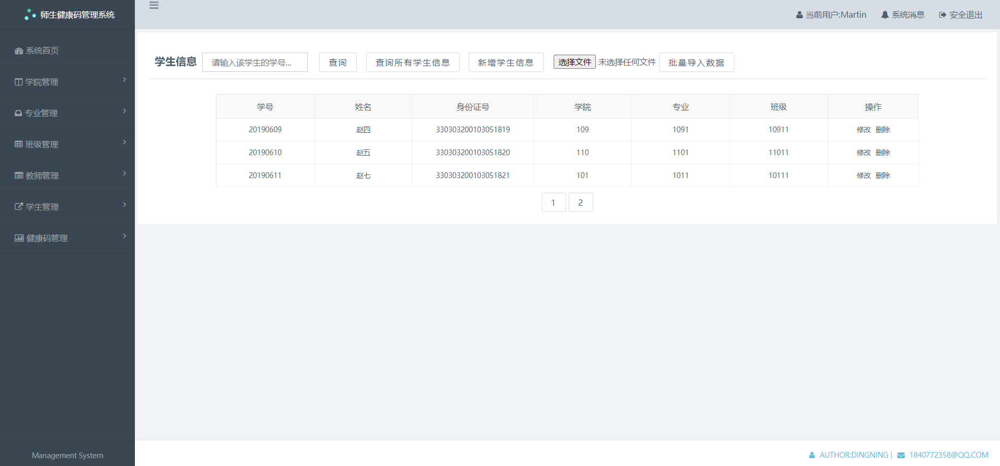 师生健康码管理系统
当前用户:Martin 系统消息 安全退出
系统首页
学院管理
专业管理
班级管理
教师管理
学生管理
健康码管理
Management System
学生信息 请输入该学生的学号... 查询 查询所有学生信息 新增学生信息 选择文件 未选择任何文件 批量导入数据
学号 姓名 身份证号 学院 专业 班级 操作
20190609 赵四 330303200103051819 109 1091 10911 修改 删除
20190610 赵五 330303200103051820 110 1101 11011 修改 删除
20190611 赵七 330303200103051821 101 1011 10111 修改 删除
1 2
AUTHOR:DINGNING | 1840772358@QQ.COM